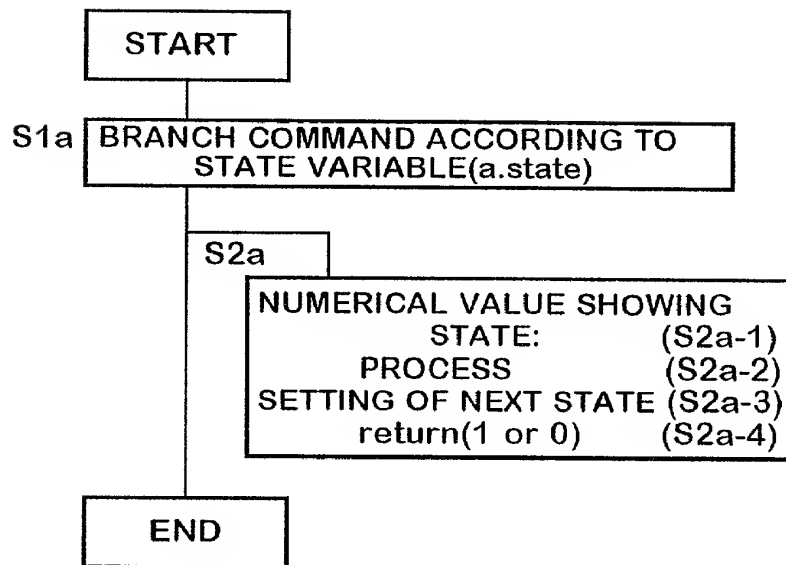 START
S1a BRANCH COMMAND ACCORDING TO
STATE VARIABLE(a.state)
S2a
NUMERICAL VALUE SHOWING
STATE: (S2a-1)
PROCESS (S2a-2)
SETTING OF NEXT STATE (S2a-3)
return(1 or 0) (S2a-4)
END